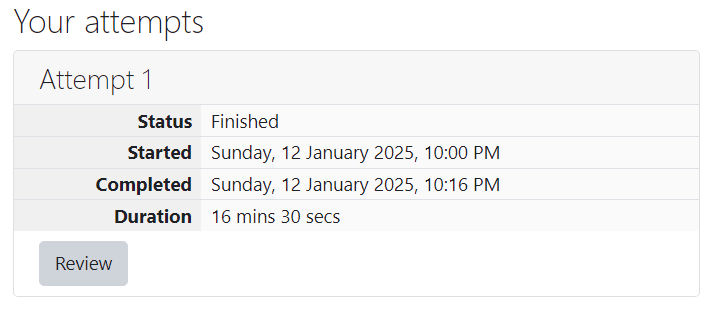 Your attempts
Attempt 1
Status Finished
Started Sunday, 12 January 2025, 10:00 PM
Completed Sunday, 12 January 2025, 10:16 PM
Duration 16 mins 30 secs
Review